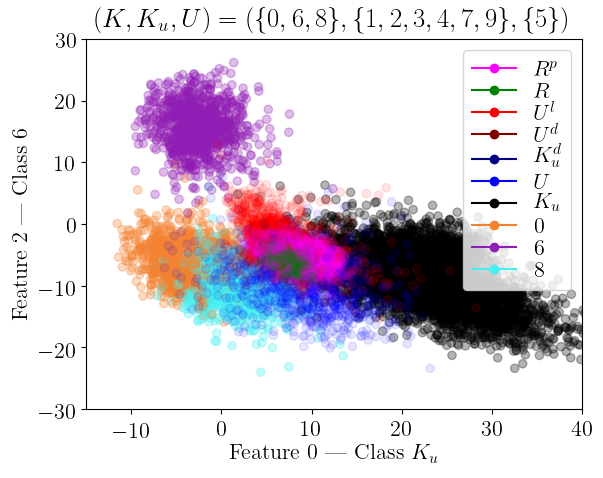 (K, K_u, U) = ({0, 6, 8}, {1, 2, 3, 4, 7, 9}, {5})
30
20
10
0
−10
−20
−30
Feature 2 — Class 6
−10 0 10 20 30 40
Feature 0 — Class K_u
R^p
R
U^l
U^d
K_u^d
U
K_u
0
6
8